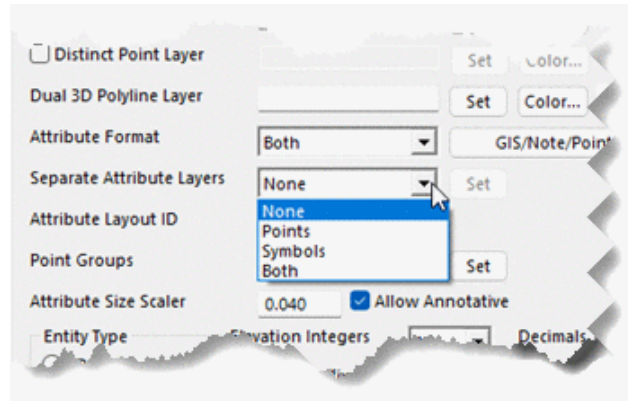 Distinct Point Layer Set Color...
Dual 3D Polyline Layer Set Color...
Attribute Format Both GIS/Note/Point
Separate Attribute Layers None Set
None
Attribute Layout ID
Points
Symbols
Point Groups Set
Both
Attribute Size Scaler 0.040 Allow Annotative
Entity Type Elevation Integers Decimals